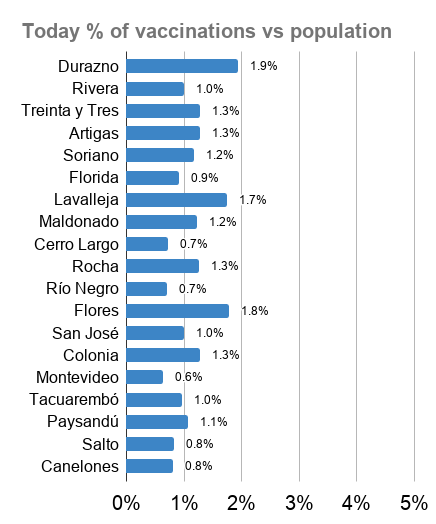 Today % of vaccinations vs population
Durazno 1.9%
Rivera 1.0%
Treinta y Tres 1.3%
Artigas 1.3%
Soriano 1.2%
Florida 0.9%
Lavalleja 1.7%
Maldonado 1.2%
Cerro Largo 0.7%
Rocha 1.3%
Río Negro 0.7%
Flores 1.8%
San José 1.0%
Colonia 1.3%
Montevideo 0.6%
Tacuarembó 1.0%
Paysandú 1.1%
Salto 0.8%
Canelones 0.8%
0% 1% 2% 3% 4% 5%